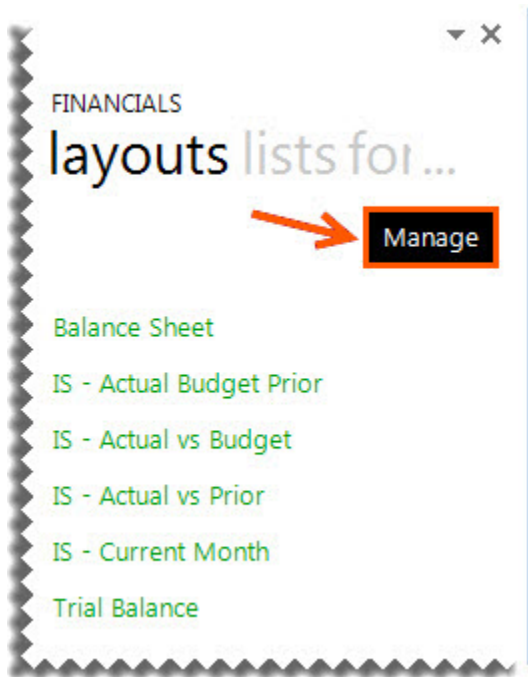 FINANCIALS
layouts lists for...
Manage
Balance Sheet
IS - Actual Budget Prior
IS - Actual vs Budget
IS - Actual vs Prior
IS - Current Month
Trial Balance